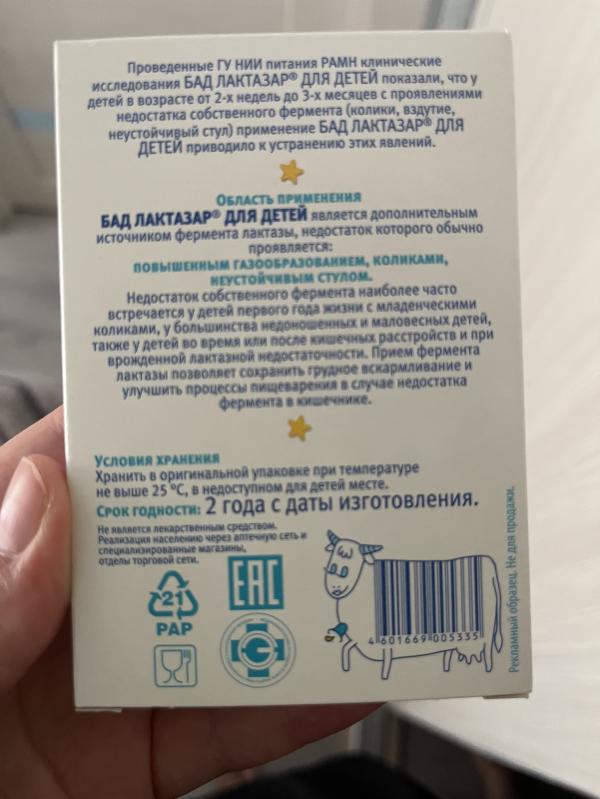 Проведенные ГУ НИИ питания РАМН клинические
исследования БАД ЛАКТАЗАР® ДЛЯ ДЕТЕЙ показали, что у
детей в возрасте от 2-х недель до 3-х месяцев с проявлениями
недостатка собственного фермента (колики, вздутие,
неустойчивый стул) применение БАД ЛАКТАЗАР® ДЛЯ
ДЕТЕЙ приводило к устранению этих явлений.
ОБЛАСТЬ ПРИМЕНЕНИЯ
БАД ЛАКТАЗАР® ДЛЯ ДЕТЕЙ является дополнительным
источником фермента лактазы, недостаток которого обычно
проявляется:
ПОВЫШЕННЫМ ГАЗООБРАЗОВАНИЕМ, КОЛИКАМИ,
НЕУСТОЙЧИВЫМ СТУЛОМ.
Недостаток собственного фермента наиболее часто
встречается у детей первого года жизни с младенческими
коликами, у большинства недоношенных и маловесных детей,
также у детей во время или после кишечных расстройств и при
врожденной лактазной недостаточности. Прием фермента
лактазы позволяет сохранить грудное вскармливание и
улучшить процессы пищеварения в случае недостатка
фермента в кишечнике.
УСЛОВИЯ ХРАНЕНИЯ
Хранить в оригинальной упаковке при температуре
не выше 25 °С, в недоступном для детей месте.
СРОК ГОДНОСТИ: 2 года с даты изготовления.
Не является лекарственным средством.
Реализация населению через аптечную сеть и
специализированные магазины,
отделы торговой сети.
21
PAP
EAC
4 601669 005335
Рекламный образец. Не для продажи.